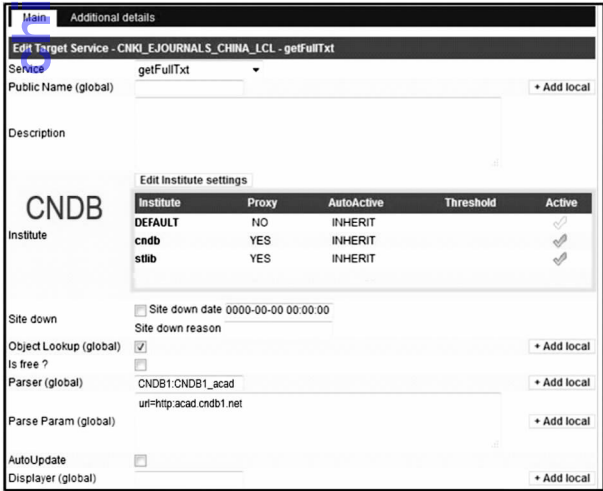 Main Additional details
Edit Target Service - CNKI_EJOURNALS_CHINA_LCL - getFullTxt
Service getFullTxt
Public Name (global) + Add local
Description
Edit Institute settings
CNDB
Institute
Institute Proxy AutoActive Threshold Active
DEFAULT NO INHERIT
cndb YES INHERIT
stlib YES INHERIT
Site down
Site down date 0000-00-00 00:00:00
Site down reason
Object Lookup (global) + Add local
Is free ?
Parser (global) CNDB1:CNDB1_acad + Add local
Parse Param (global) url=http:acad.cndb1.net + Add local
AutoUpdate
Displayer (global) + Add local